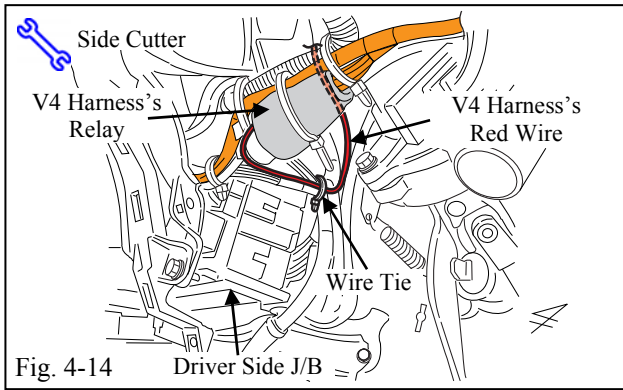 Side Cutter
V4 Harness's
Relay
V4 Harness's
Red Wire
Wire Tie
Fig. 4-14
Driver Side J/B